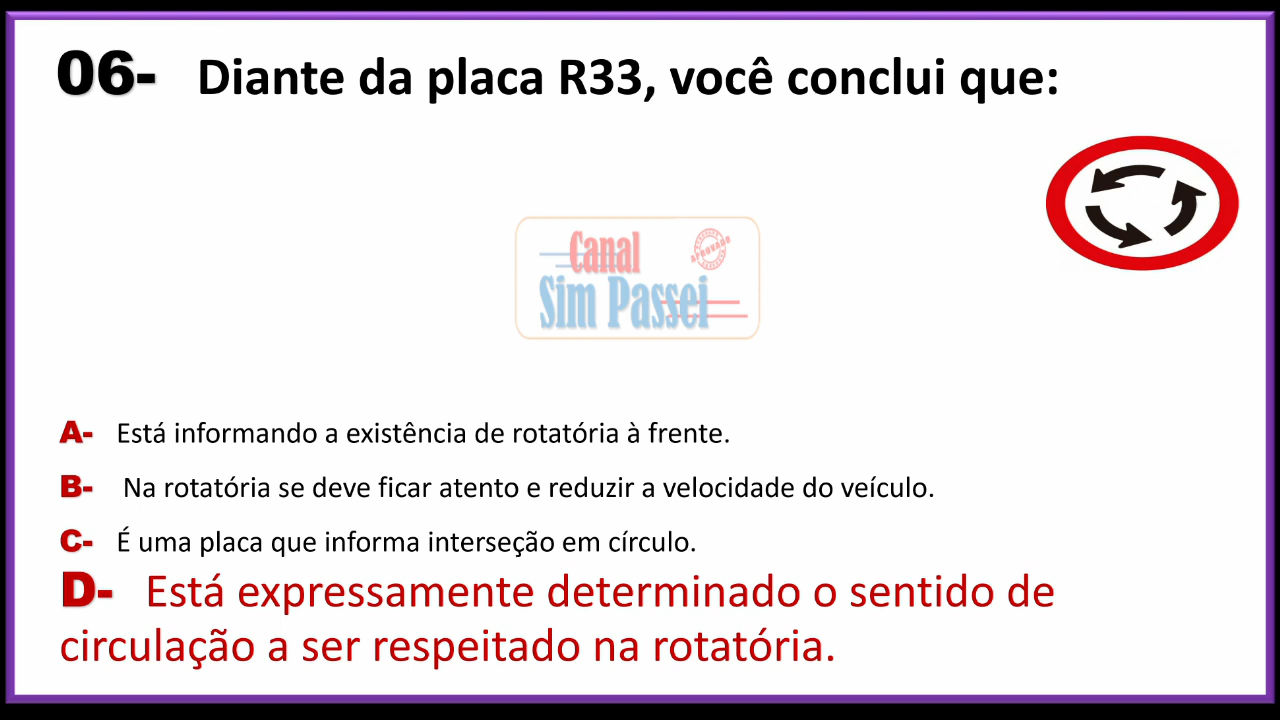 06- Diante da placa R33, você conclui que:
Canal
APROVADO
Sim Passei
A- Está informando a existência de rotatória à frente.
B- Na rotatória se deve ficar atento e reduzir a velocidade do veículo.
C- É uma placa que informa interseção em círculo.
D- Está expressamente determinado o sentido de
circulação a ser respeitado na rotatória.